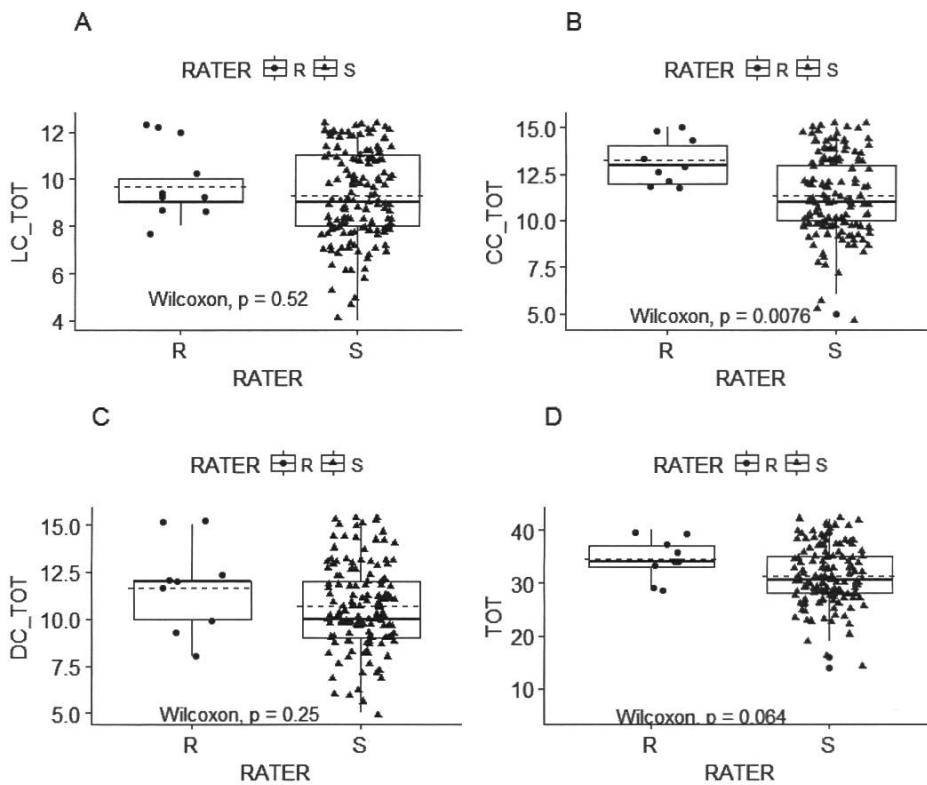 A
RATER R S
LC_TOT
12
10
8
6
4
Wilcoxon, p = 0.52
R S
RATER
B
RATER R S
CC_TOT
15.0
12.5
10.0
7.5
5.0
Wilcoxon, p = 0.0076
R S
RATER
C
RATER R S
DC_TOT
15.0
12.5
10.0
7.5
5.0
Wilcoxon, p = 0.25
R S
RATER
D
RATER R S
TOT
40
30
20
10
Wilcoxon, p = 0.064
R S
RATER